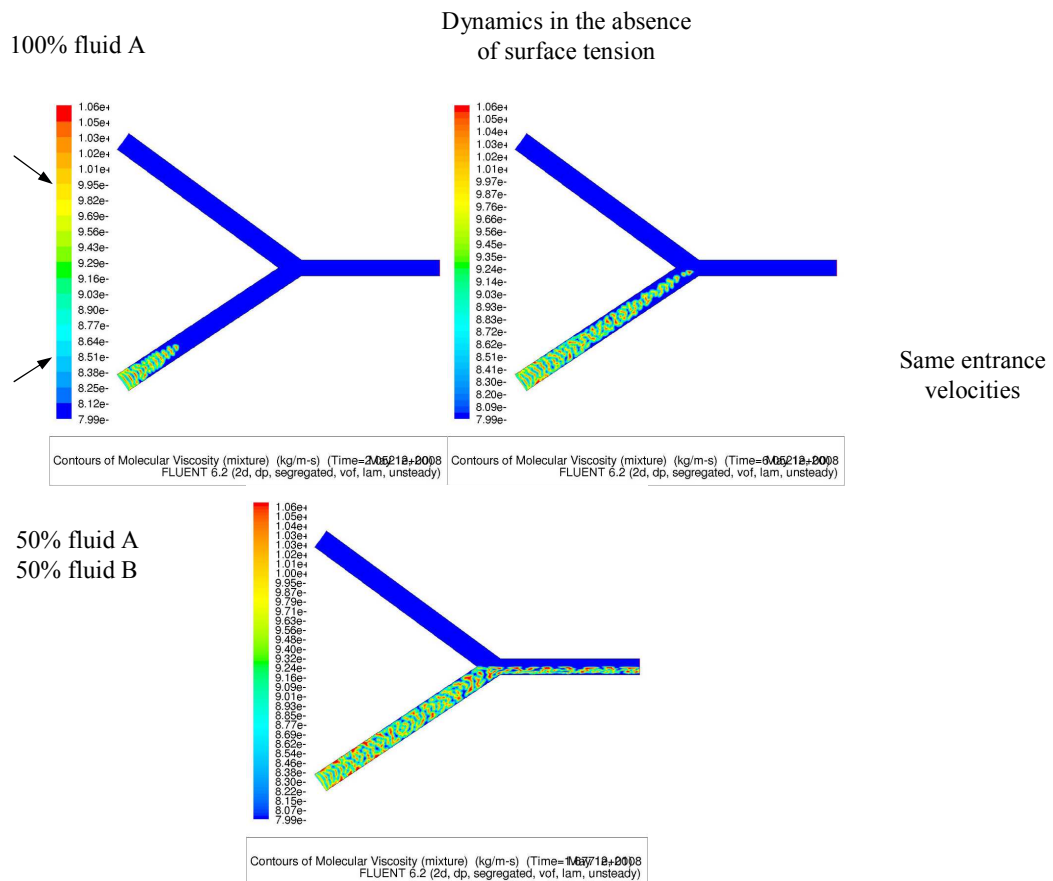 Dynamics in the absence
of surface tension
100% fluid A
1.06e+
1.05e+
1.03e+
1.02e+
1.01e+
9.95e-
9.82e-
9.69e-
9.56e-
9.43e-
9.29e-
9.16e-
9.03e-
8.90e-
8.77e-
8.64e-
8.51e-
8.38e-
8.25e-
8.12e-
7.99e-
Contours of Molecular Viscosity (mixture) (kg/m-s)
FLUENT 6.2 (2d, dp, segregated, vof, lam, unsteady)
1.06e+
1.05e+
1.04e+
1.03e+
1.02e+
1.01e+
9.97e-
9.87e-
9.76e-
9.66e-
9.55e-
9.45e-
9.35e-
9.24e-
9.14e-
9.03e-
8.93e-
8.83e-
8.72e-
8.62e-
8.51e-
8.41e-
8.30e-
8.20e-
8.09e-
7.99e-
Contours of Molecular Viscosity (mixture) (kg/m-s)
FLUENT 6.2 (2d, dp, segregated, vof, lam, unsteady)
Same entrance
velocities
50% fluid A
50% fluid B
1.06e+
1.05e+
1.04e+
1.03e+
1.02e+
1.01e+
1.00e+
9.95e-
9.87e-
9.79e-
9.71e-
9.63e-
9.56e-
9.48e-
9.40e-
9.32e-
9.24e-
9.16e-
9.09e-
9.01e-
8.93e-
8.85e-
8.77e-
8.69e-
8.62e-
8.54e-
8.46e-
8.38e-
8.30e-
8.22e-
8.15e-
8.07e-
7.99e-
Contours of Molecular Viscosity (mixture) (kg/m-s)
FLUENT 6.2 (2d, dp, segregated, vof, lam, unsteady)